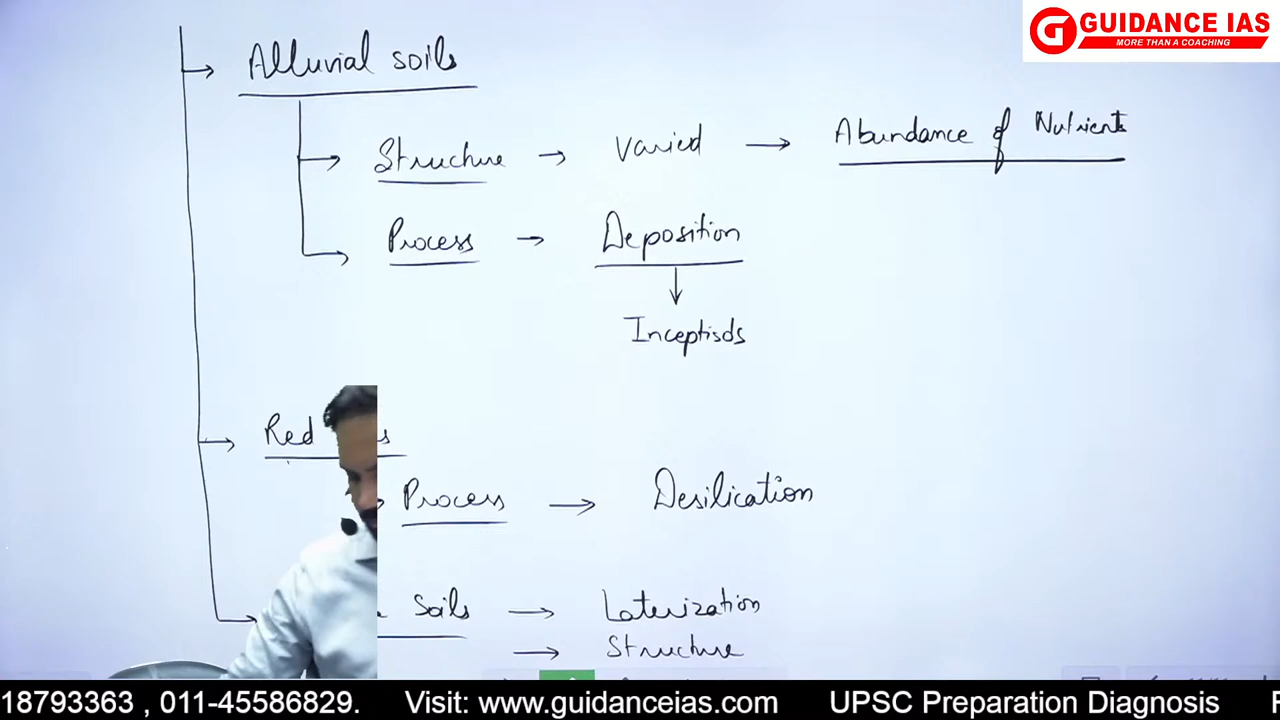 GUIDANCE IAS
MORE THAN A COACHING
Alluvial soils
Structure → Varied → Abundance of Nutrients
Process → Deposition
Inceptisols
Red
Process → Desilication
Soils → Laterization
→ Structure
18793363 , 011-45586829. Visit: www.guidanceias.com UPSC Preparation Diagnosis